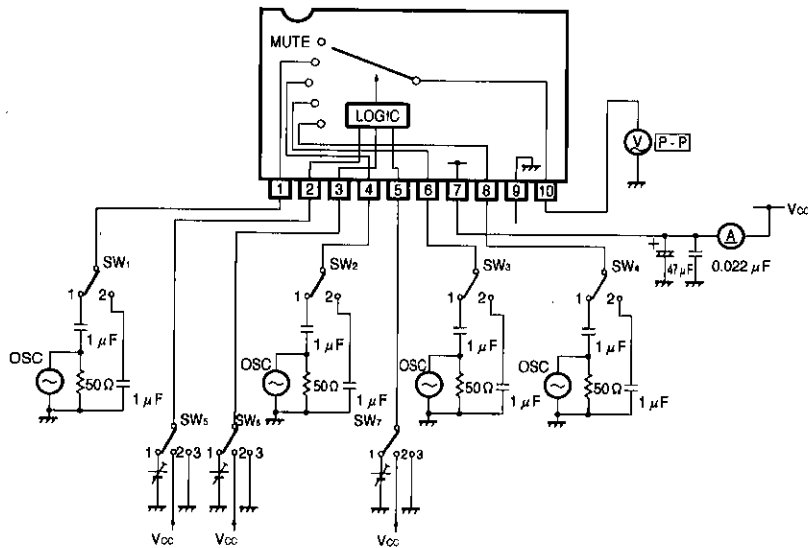 MUTE
LOGIC
V P-P
1 2 3 4 5 6 7 8 9 10
Vcc
A
+
47 μF
0.022 μF
SW1
1 2
1 μF
OSC
50Ω
1 μF
SW2
1 2
1 μF
OSC
50Ω
1 μF
SW3
1 2
1 μF
OSC
50Ω
1 μF
SW4
1 2
1 μF
OSC
50Ω
1 μF
SW5
1 2 3
Vcc
SW6
1 2 3
Vcc
SW7
1 2 3
Vcc